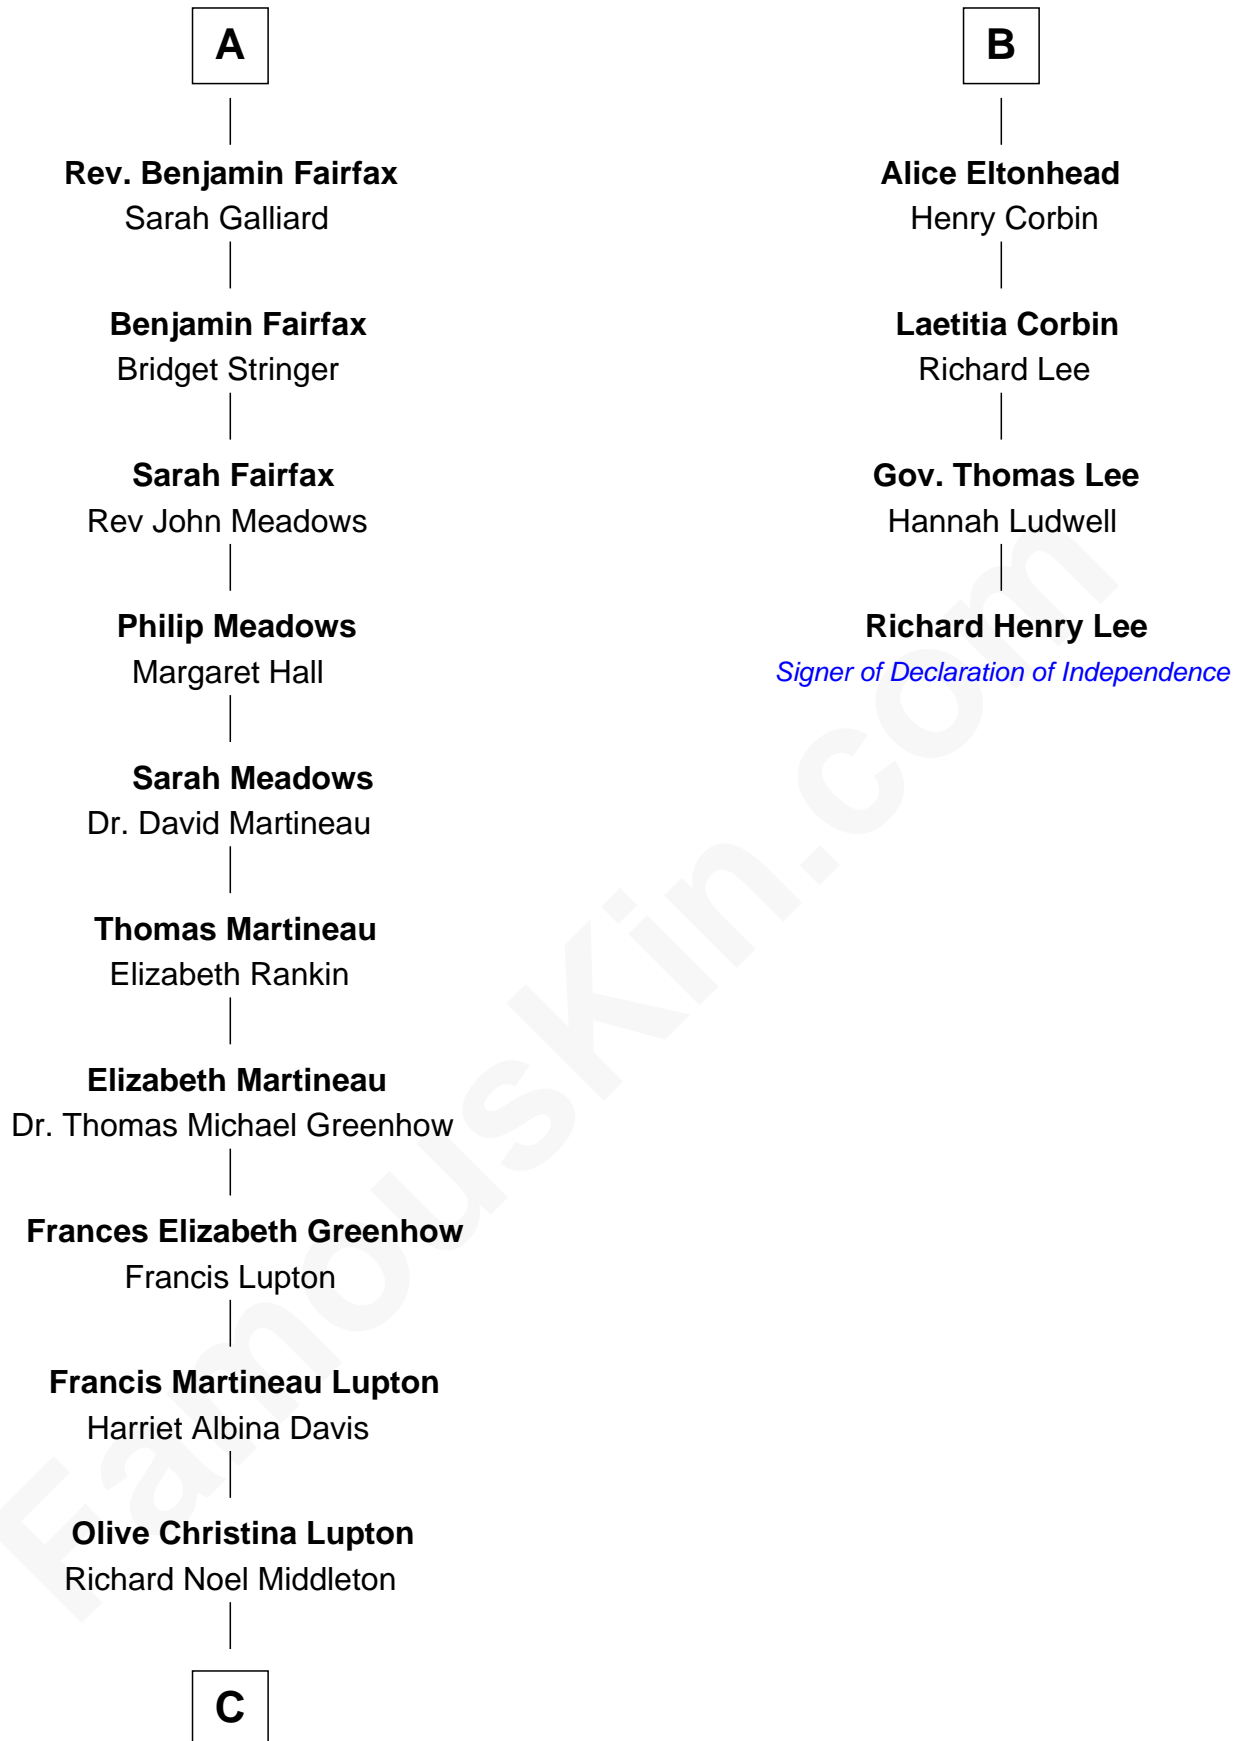 A
Rev. Benjamin Fairfax
Sarah Galliard
Benjamin Fairfax
Bridget Stringer
Sarah Fairfax
Rev John Meadows
Philip Meadows
Margaret Hall
Sarah Meadows
Dr. David Martineau
Thomas Martineau
Elizabeth Rankin
Elizabeth Martineau
Dr. Thomas Michael Greenhow
Frances Elizabeth Greenhow
Francis Lupton
Francis Martineau Lupton
Harriet Albina Davis
Olive Christina Lupton
Richard Noel Middleton
C
B
Alice Eltonhead
Henry Corbin
Laetitia Corbin
Richard Lee
Gov. Thomas Lee
Hannah Ludwell
Richard Henry Lee
Signer of Declaration of Independence
FamousKin.com